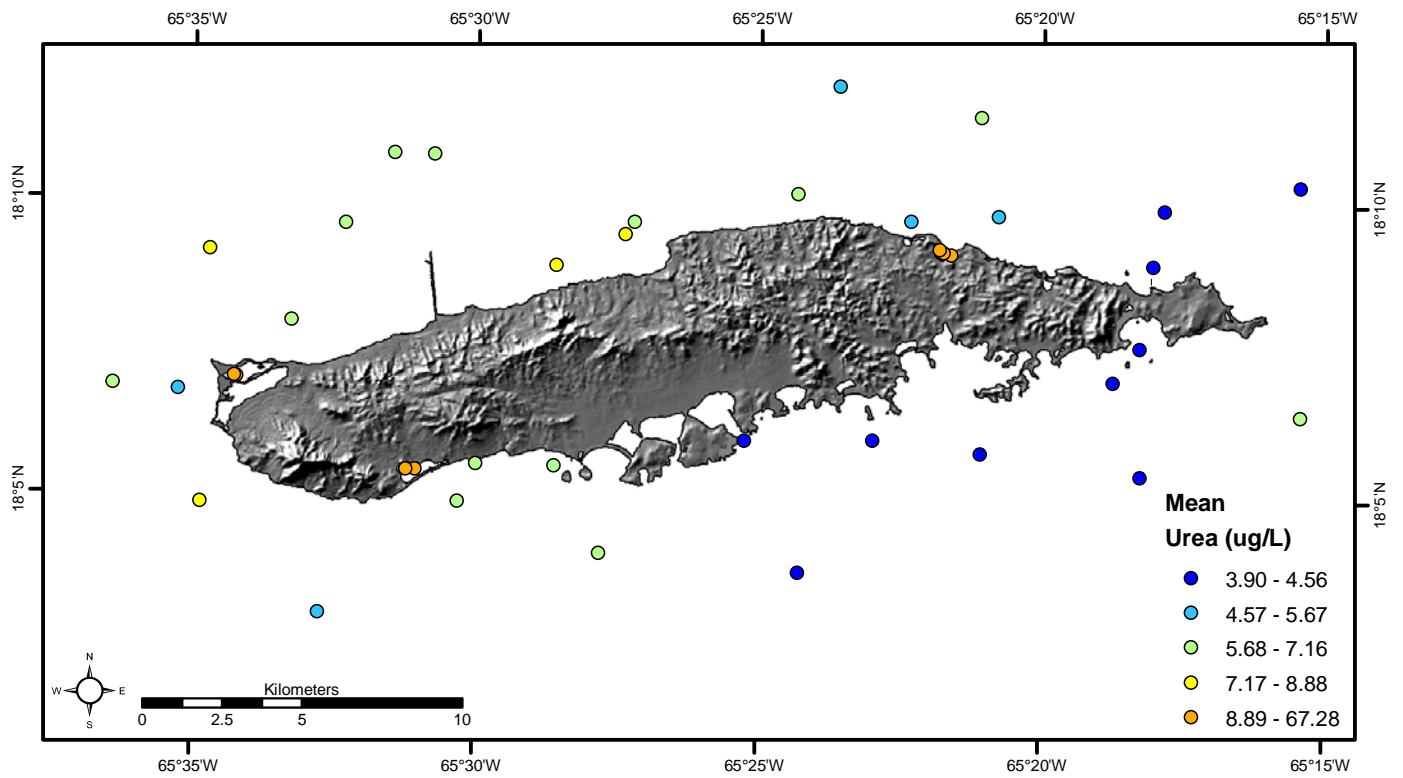 65°35'W 65°30'W 65°25'W 65°20'W 65°15'W
18°10'N
18°10'N
18°5'N
18°5'N
Mean
Urea (ug/L)
3.90 - 4.56
4.57 - 5.67
5.68 - 7.16
7.17 - 8.88
8.89 - 67.28
N
W E
S
Kilometers
0 2.5 5 10
65°35'W 65°30'W 65°25'W 65°20'W 65°15'W